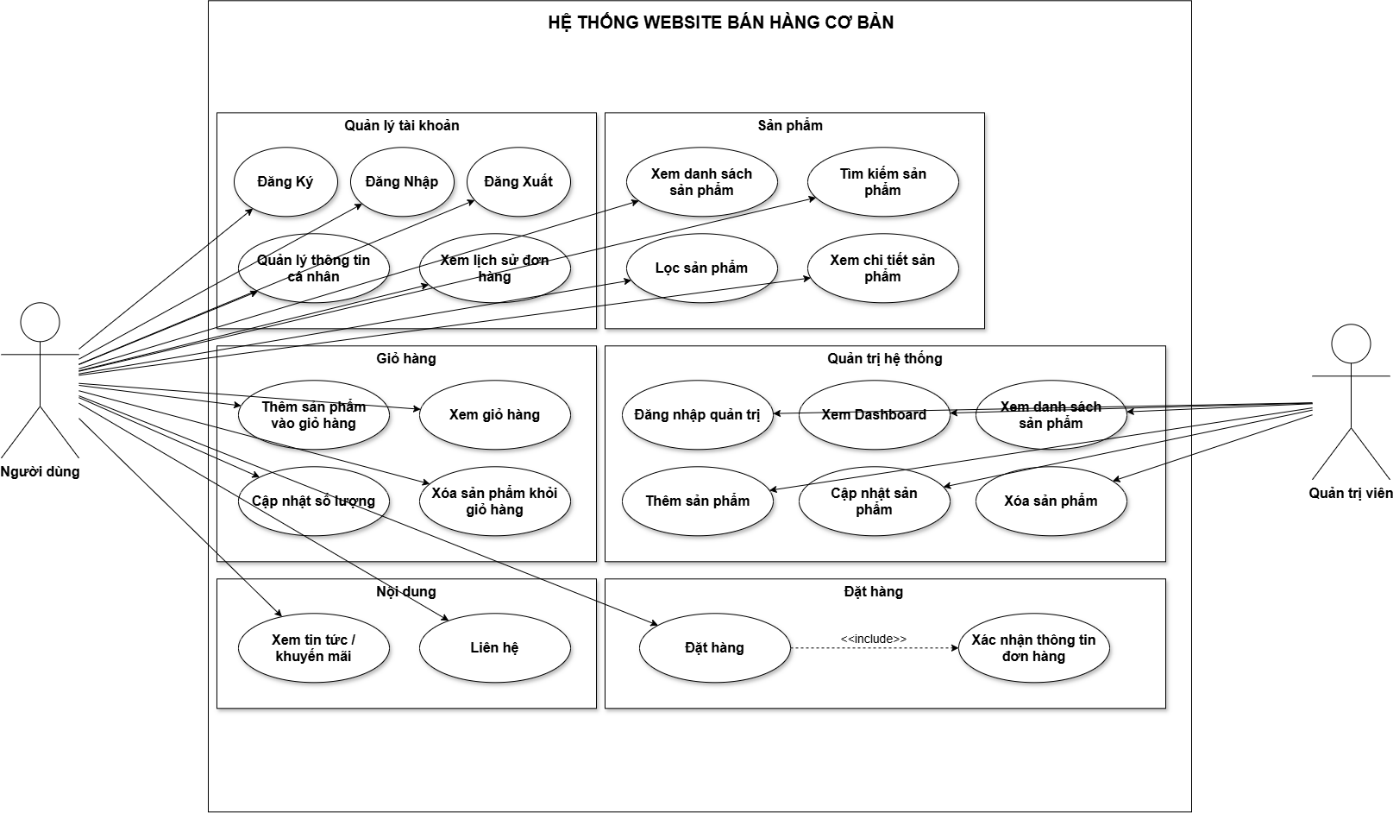 HỆ THỐNG WEBSITE BÁN HÀNG CƠ BẢN
Quản lý tài khoản
Đăng Ký
Đăng Nhập
Đăng Xuất
Quản lý thông tin
cá nhân
Xem lịch sử đơn
hàng
Sản phẩm
Xem danh sách
sản phẩm
Tìm kiếm sản
phẩm
Lọc sản phẩm
Xem chi tiết sản
phẩm
Người dùng
Giỏ hàng
Thêm sản phẩm
vào giỏ hàng
Xem giỏ hàng
Cập nhật số lượng
Xóa sản phẩm khỏi
giỏ hàng
Quản trị hệ thống
Đăng nhập quản trị
Xem Dashboard
Xem danh sách
sản phẩm
Thêm sản phẩm
Cập nhật sản
phẩm
Xóa sản phẩm
Quản trị viên
Nội dung
Xem tin tức /
khuyến mãi
Liên hệ
Đặt hàng
Đặt hàng
<<include>>
Xác nhận thông tin
đơn hàng